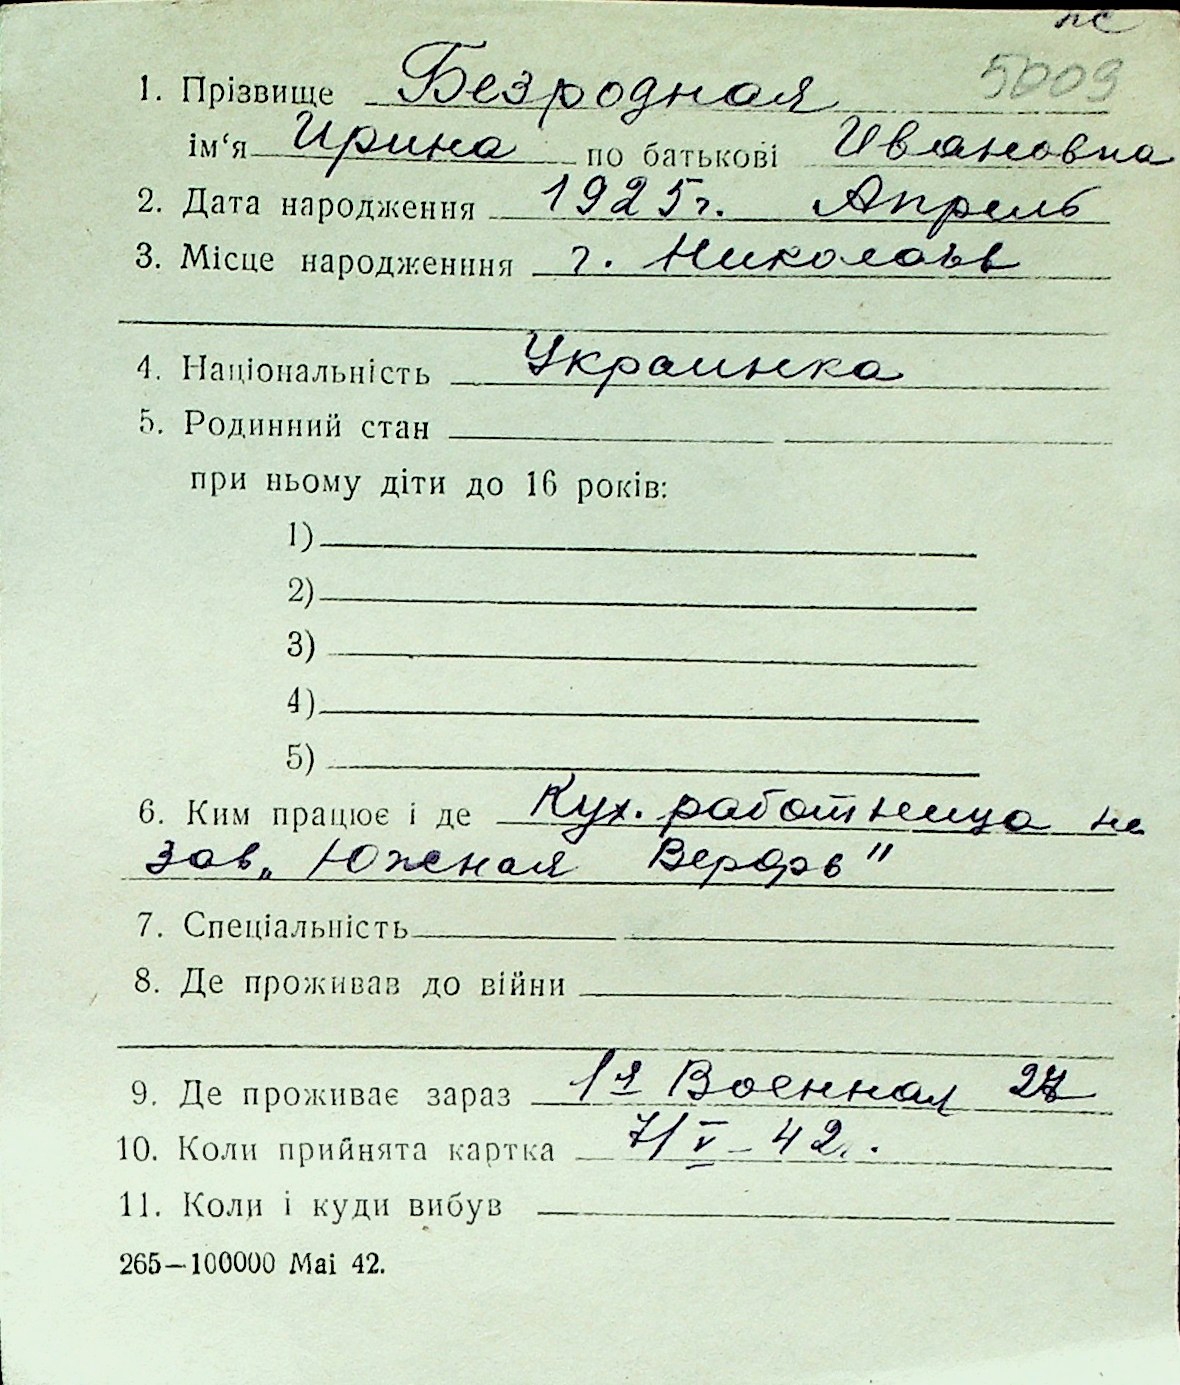 5009
1. Прізвище Безродная
ім‘я Ирина по батькові Ивановна
2. Дата народження 1925 г. Апрель
3. Місце народженння г. Николаев
4. Національність Украинка
5. Родинний стан
при ньому діти до 16 років:
1)
2)
3)
4)
5)
6. Ким працює і де Кух. работница на
зав „Южная Верфь"
7. Спеціальність
8. Де проживав до війни
9. Де проживає зараз 1я Военная 27
10. Коли прийнята картка 7/V-42.
11. Коли і куди вибув
265—100000 Mai 42.